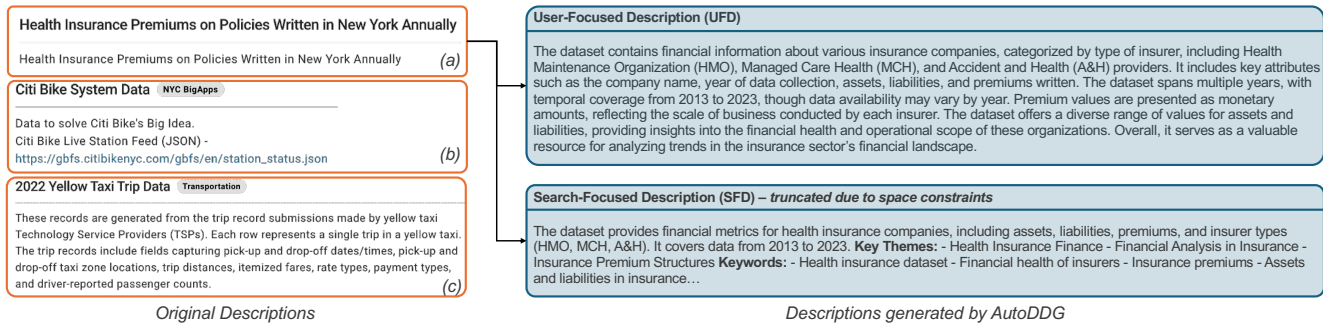 Health Insurance Premiums on Policies Written in New York Annually
Health Insurance Premiums on Policies Written in New York Annually
(a)
Citi Bike System Data NYC BigApps
Data to solve Citi Bike's Big Idea.
Citi Bike Live Station Feed (JSON) -
https://gbfs.citibikenyc.com/gbfs/en/station_status.json
(b)
2022 Yellow Taxi Trip Data Transportation
These records are generated from the trip record submissions made by yellow taxi
Technology Service Providers (TSPs). Each row represents a single trip in a yellow taxi.
The trip records include fields capturing pick-up and drop-off dates/times, pick-up and
drop-off taxi zone locations, trip distances, itemized fares, rate types, payment types,
and driver-reported passenger counts.
(c)
Original Descriptions
User-Focused Description (UFD)
The dataset contains financial information about various insurance companies, categorized by type of insurer, including Health
Maintenance Organization (HMO), Managed Care Health (MCH), and Accident and Health (A&H) providers. It includes key attributes
such as the company name, year of data collection, assets, liabilities, and premiums written. The dataset spans multiple years, with
temporal coverage from 2013 to 2023, though data availability may vary by year. Premium values are presented as monetary
amounts, reflecting the scale of business conducted by each insurer. The dataset offers a diverse range of values for assets and
liabilities, providing insights into the financial health and operational scope of these organizations. Overall, it serves as a valuable
resource for analyzing trends in the insurance sector's financial landscape.
Search-Focused Description (SFD) – truncated due to space constraints
The dataset provides financial metrics for health insurance companies, including assets, liabilities, premiums, and insurer types
(HMO, MCH, A&H). It covers data from 2013 to 2023. Key Themes: - Health Insurance Finance - Financial Analysis in Insurance -
Insurance Premium Structures Keywords: - Health insurance dataset - Financial health of insurers - Insurance premiums - Assets
and liabilities in insurance…
Descriptions generated by AutoDDG